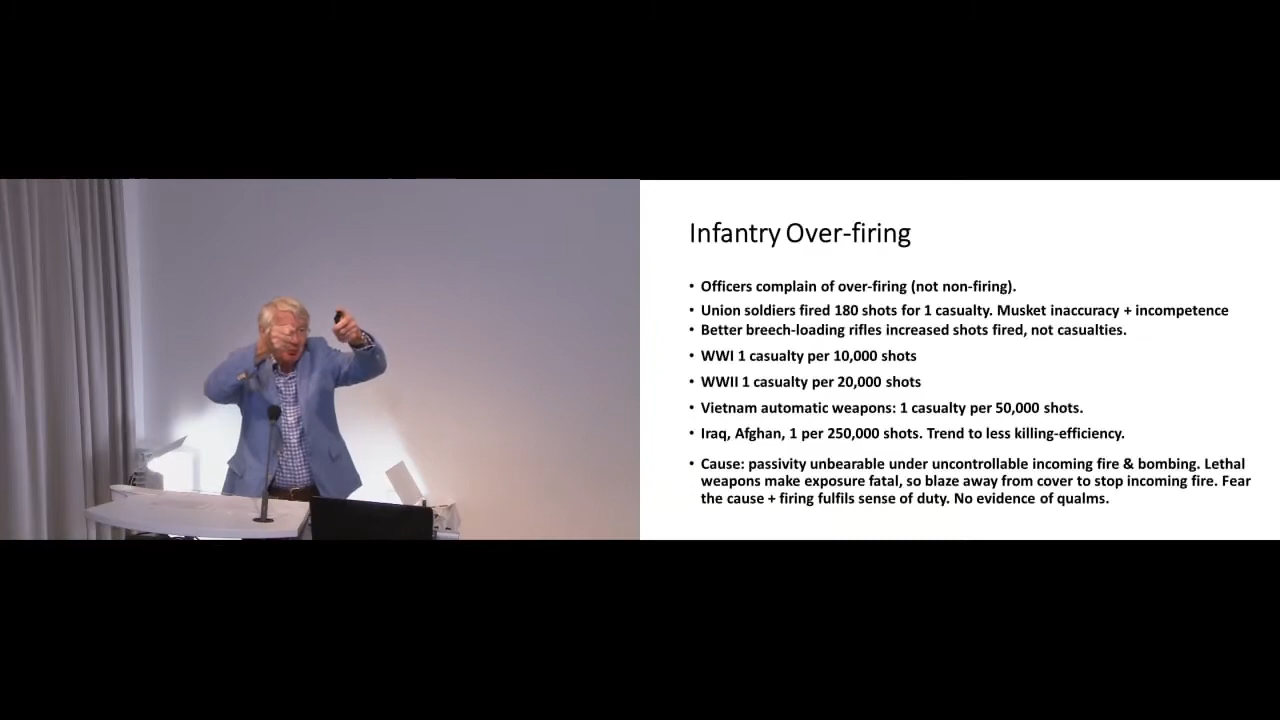 Infantry Over-firing
• Officers complain of over-firing (not non-firing).
• Union soldiers fired 180 shots for 1 casualty. Musket inaccuracy + incompetence
• Better breech-loading rifles increased shots fired, not casualties.
• WWI 1 casualty per 10,000 shots
• WWII 1 casualty per 20,000 shots
• Vietnam automatic weapons: 1 casualty per 50,000 shots.
• Iraq, Afghan, 1 per 250,000 shots. Trend to less killing-efficiency.
• Cause: passivity unbearable under uncontrollable incoming fire & bombing. Lethal
weapons make exposure fatal, so blaze away from cover to stop incoming fire. Fear
the cause + firing fulfils sense of duty. No evidence of qualms.